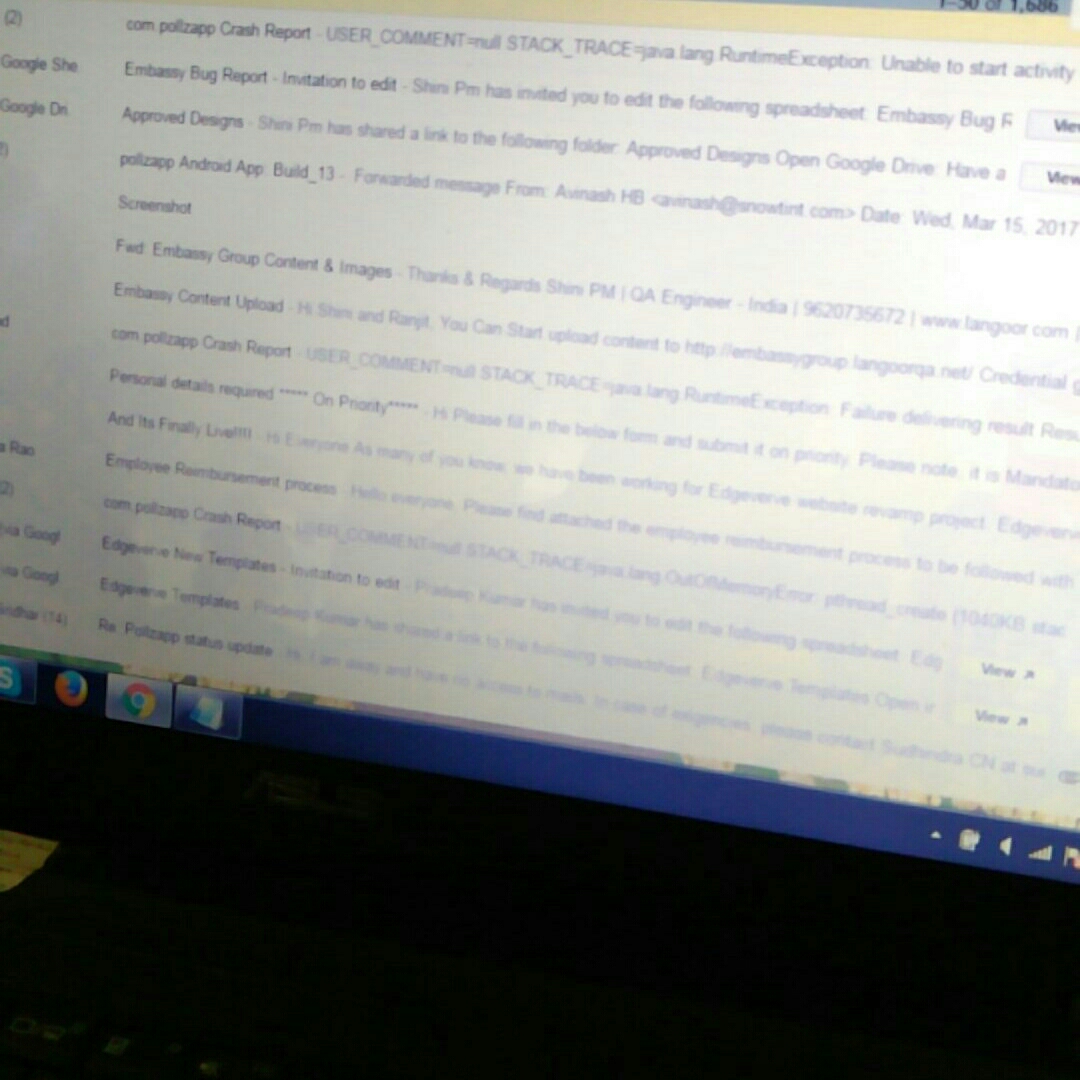 1-50 of 1,686
(2) com.pollzapp Crash Report - USER_COMMENT=null STACK_TRACE=java.lang.RuntimeException: Unable to start activity
Google She Embassy Bug Report - Invitation to edit - Shini Pm has invited you to edit the following spreadsheet: Embassy Bug R View
Google Dri Approved Designs - Shini Pm has shared a link to the following folder: Approved Designs Open Google Drive: Have a View
pollzapp Android App: Build_13 - Forwarded message From: Avinash HB <avinash@snowtint.com> Date: Wed, Mar 15, 2017
Screenshot
Fwd: Embassy Group Content & Images - Thanks & Regards Shini PM | QA Engineer - India | 9620735672 | www.langoor.com |
Embassy Content Upload - Hi Shini and Ranjit, You Can Start upload content to http://embassygroup.langoorqa.net/ Credential g
com.pollzapp Crash Report - USER_COMMENT=null STACK_TRACE=java.lang.RuntimeException: Failure delivering result Resu
Personal details required ***** On Priority***** - Hi Please fill in the below form and submit it on priority. Please note, it is Mandato
And Its Finally Live!!!! - Hi Everyone As many of you know, we have been working for Edgeverve website revamp project. Edgeverve
a Rao Employee Reimbursement process - Hello everyone, Please find attached the employee reimbursement process to be followed with
(2) com.pollzapp Crash Report - USER_COMMENT=null STACK_TRACE=java.lang.OutOfMemoryError: pthread_create (1040KB stac
via Googl Edgeverve New Templates - Invitation to edit - Pradeep Kumar has invited you to edit the following spreadsheet: Edg View
via Googl Edgeverve Templates - Pradeep Kumar has shared a link to the following spreadsheet: Edgeverve Templates Open in View
(14) Re: Pollzapp status update - Hi, I am away and have no access to mails. In case of exigencies, please contact Sudhindra CN at